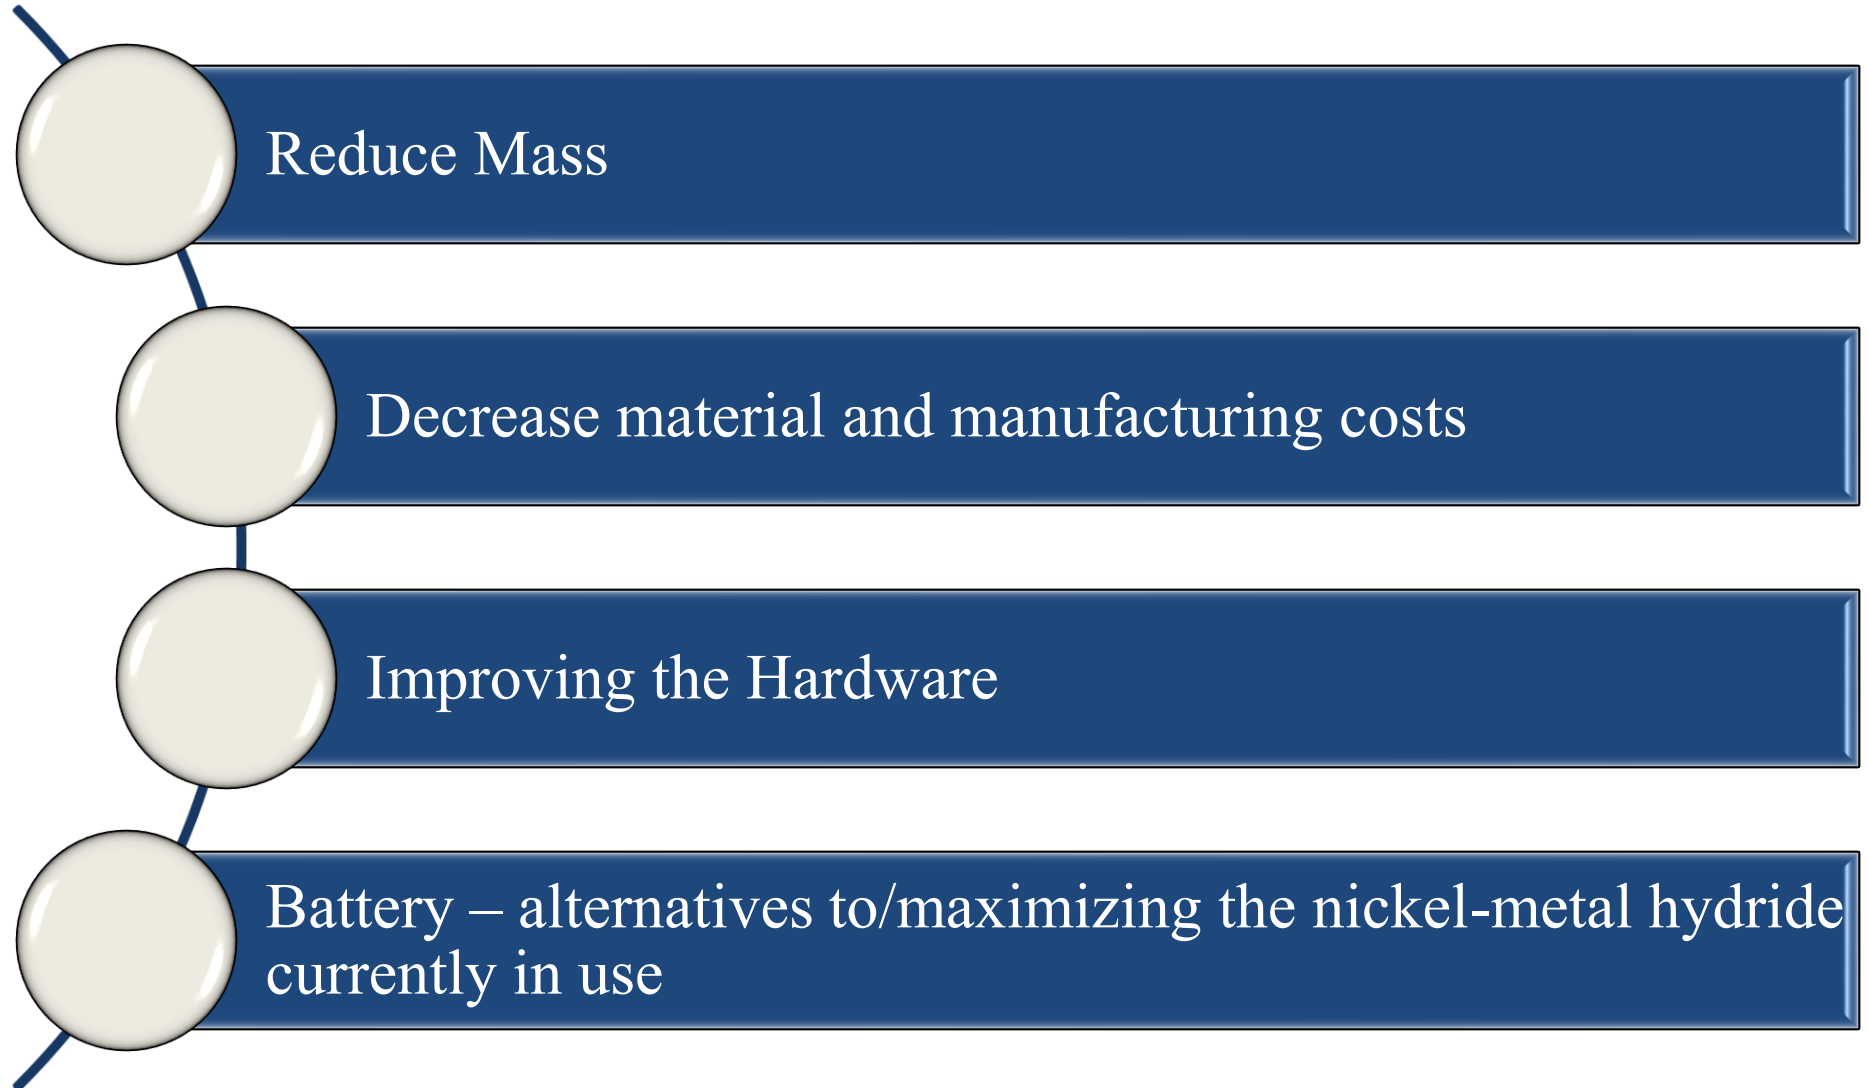 Reduce Mass
Decrease material and manufacturing costs
Improving the Hardware
Battery – alternatives to/maximizing the nickel-metal hydride
currently in use